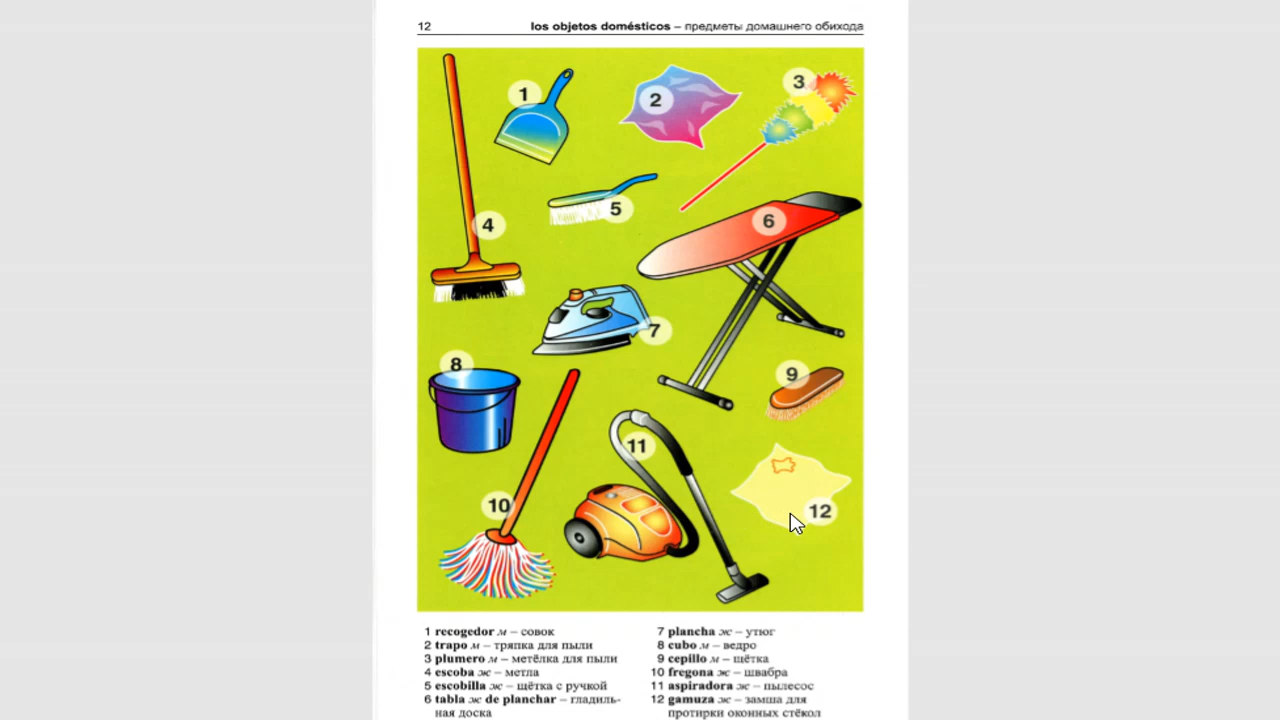 12 los objetos domésticos – предметы домашнего обихода
1
2
3
4
5
6
7
8
9
10
11
12
1 recogedor м – совок
2 trapo м – тряпка для пыли
3 plumero м – метёлка для пыли
4 escoba ж – метла
5 escobilla ж – щётка с ручкой
6 tabla ж de planchar – гладиль-
ная доска
7 plancha ж – утюг
8 cubo м – ведро
9 cepillo м – щётка
10 fregona ж – швабра
11 aspiradora ж – пылесос
12 gamuza ж – замша для
протирки оконных стёкол